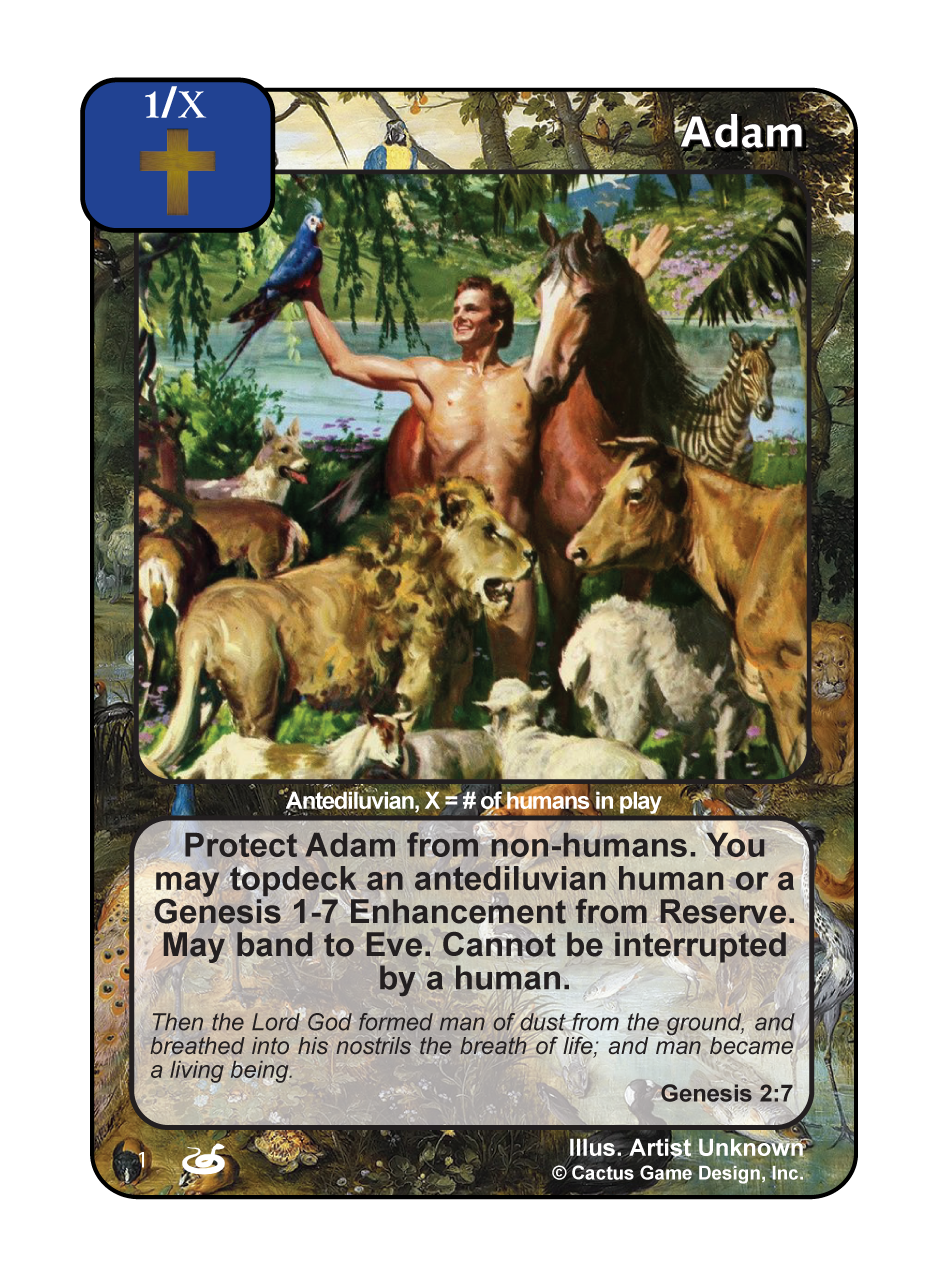 1/X
Adam
Antediluvian, X = # of humans in play
Protect Adam from non-humans. You
may topdeck an antediluvian human or a
Genesis 1-7 Enhancement from Reserve.
May band to Eve. Cannot be interrupted
by a human.
Then the Lord God formed man of dust from the ground, and
breathed into his nostrils the breath of life; and man became
a living being.
Genesis 2:7
1
Illus. Artist Unknown
© Cactus Game Design, Inc.